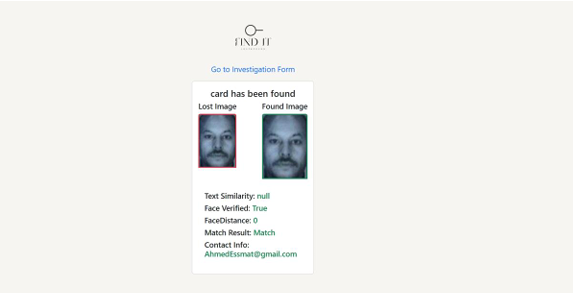 FIND IT
Go to Investigation Form
card has been found
Lost Image
Found Image
Text Similarity: null
Face Verified: True
FaceDistance: 0
Match Result: Match
Contact Info:
AhmedEssmat@gmail.com